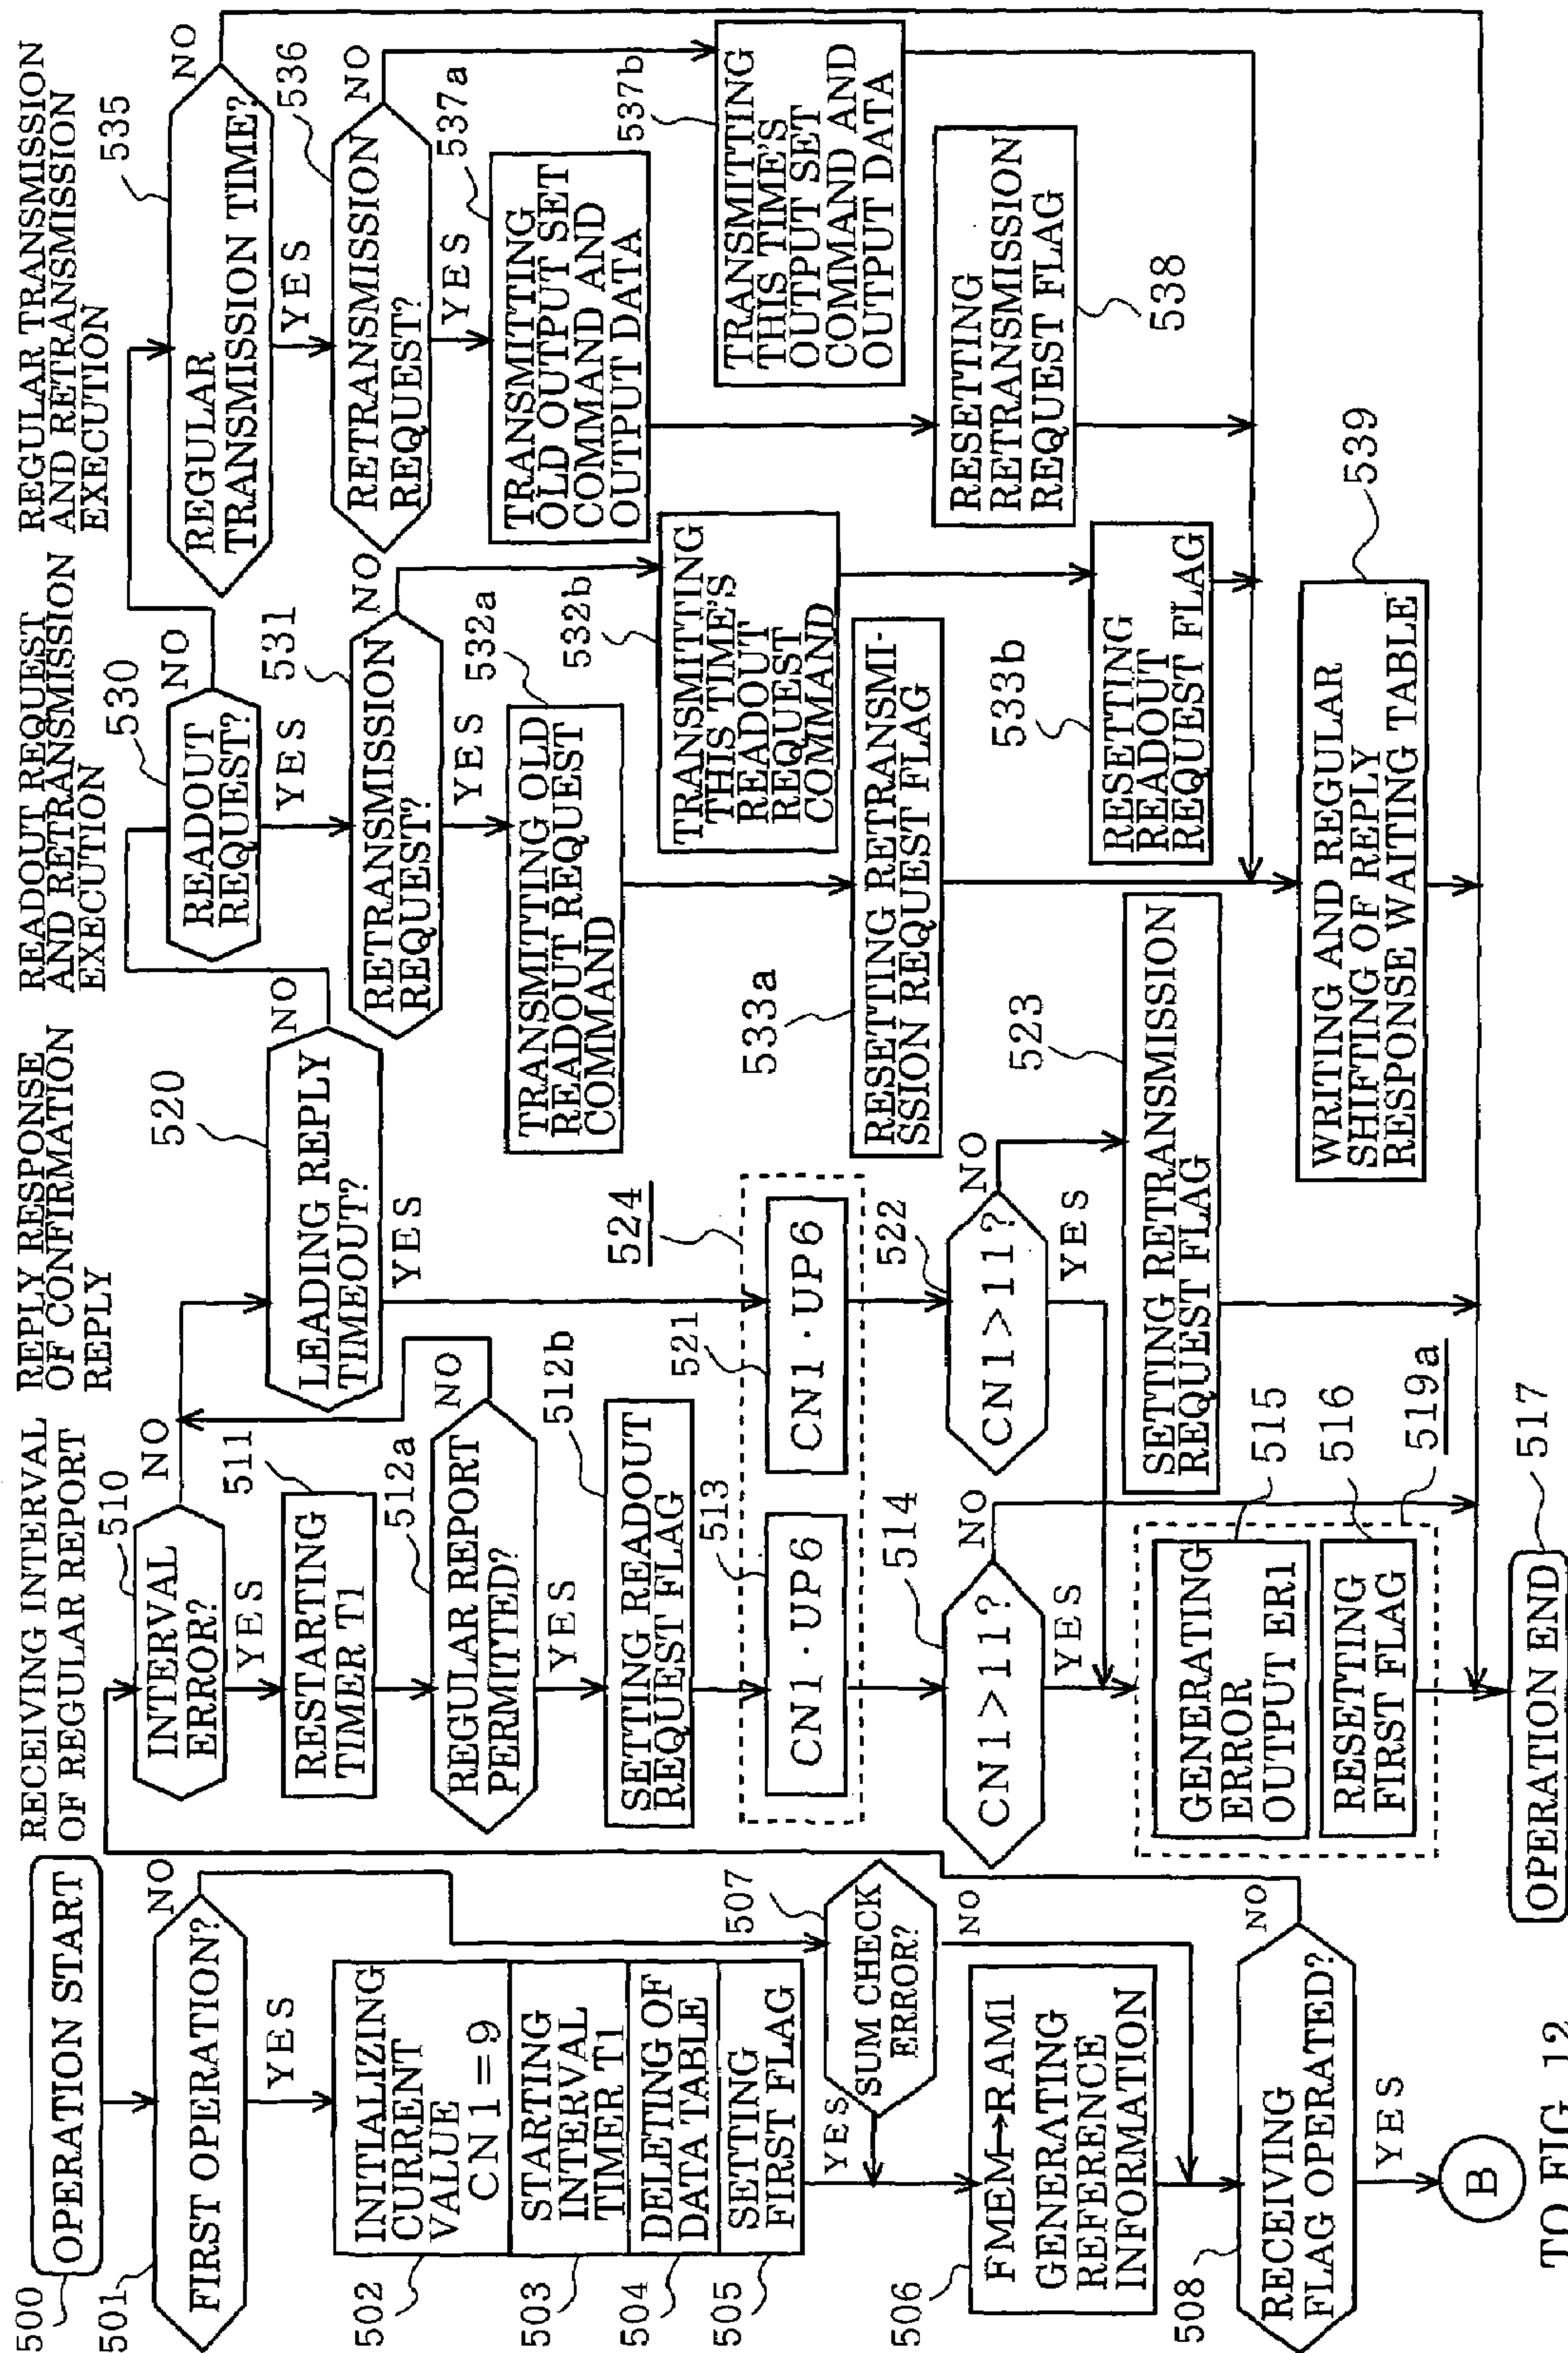 500
OPERATION START
501
FIRST OPERATION?
NO
YES
502
INITIALIZING
CURRENT
VALUE
CN1=9
503
STARTING
INTERVAL
TIMER T1
504
DELETING OF
DATA TABLE
505
SETTING
FIRST FLAG
507
SUM CHECK
ERROR?
YES
NO
506
FMEM→RAM1
GENERATING
REFERENCE
INFORMATION
508
RECEIVING
FLAG OPERATED?
NO
YES
B
TO FIG. 12
RECEIVING INTERVAL
OF REGULAR REPORT
510
INTERVAL
ERROR?
NO
YES
511
RESTARTING
TIMER T1
512a
REGULAR REPORT
PERMITTED?
NO
YES
512b
SETTING READOUT
REQUEST FLAG
513
CN1·UP6
514
CN1>11?
NO
YES
GENERATING
ERROR
OUTPUT ER1
515
RESETTING
FIRST FLAG
516
519a
OPERATION END
517
REPLY RESPONSE
OF CONFIRMATION
REPLY
520
LEADING REPLY
TIMEOUT?
NO
YES
524
521
CN1·UP6
522
CN1>11?
NO
YES
523
SETTING RETRANSMISSION
REQUEST FLAG
READOUT REQUEST
AND RETRANSMISSION
EXECUTION
530
READOUT
REQUEST?
NO
YES
531
RETRANSMISSION
REQUEST?
NO
YES
532a
TRANSMITTING OLD
READOUT REQUEST
COMMAND
532b
TRANSMITTING
THIS TIME'S
READOUT
REQUEST
COMMAND
533a
RESETTING RETRANSMI-
SSION REQUEST FLAG
533b
RESETTING
READOUT
REQUEST FLAG
539
WRITING AND REGULAR
SHIFTING OF REPLY
RESPONSE WAITING TABLE
REGULAR TRANSMISSION
AND RETRANSMISSION
EXECUTION
535
REGULAR
TRANSMISSION TIME?
NO
YES
536
RETRANSMISSION
REQUEST?
NO
YES
537a
TRANSMITTING
OLD OUTPUT SET
COMMAND AND
OUTPUT DATA
537b
TRANSMITTING
THIS TIME'S
OUTPUT SET
COMMAND AND
OUTPUT DATA
RESETTING
RETRANSMISSION
REQUEST FLAG
538